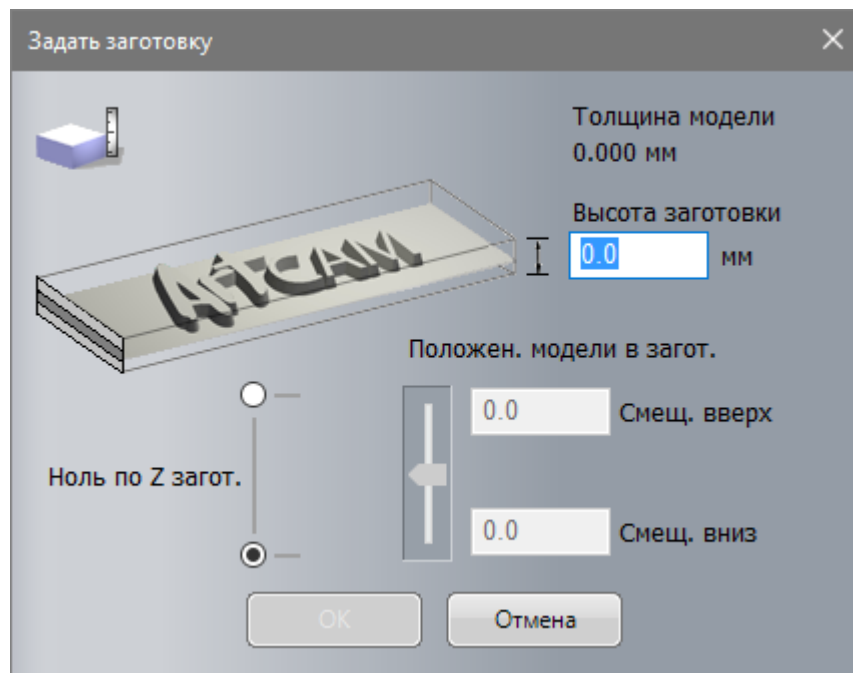 Задать заготовку
Толщина модели
0.000 мм
Высота заготовки
0.0 мм
ArtCAM
Положен. модели в загот.
0.0 Смещ. вверх
Ноль по Z загот.
0.0 Смещ. вниз
ОК Отмена